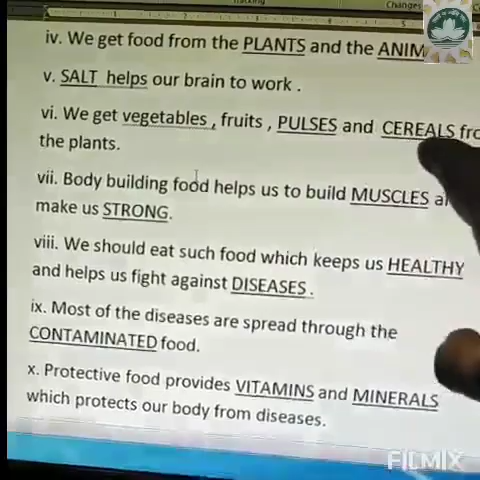 Changes
iv. We get food from the PLANTS and the ANIM
v. SALT helps our brain to work .
vi. We get vegetables , fruits , PULSES and CEREALS fro
the plants.
vii. Body building food helps us to build MUSCLES a
make us STRONG.
viii. We should eat such food which keeps us HEALTHY
and helps us fight against DISEASES .
ix. Most of the diseases are spread through the
CONTAMINATED food.
x. Protective food provides VITAMINS and MINERALS
which protects our body from diseases.
FILMIX